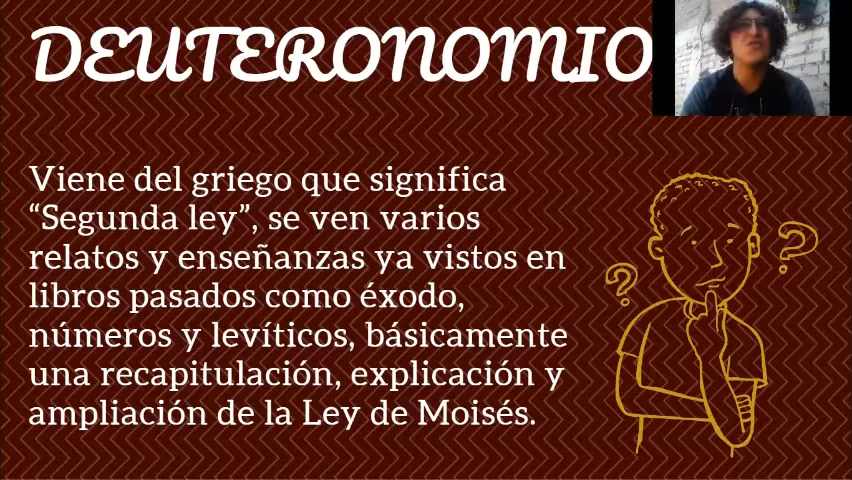 DEUTERONOMIO
Viene del griego que significa
“Segunda ley”, se ven varios
relatos y enseñanzas ya vistos en
libros pasados como éxodo,
números y levíticos, básicamente
una recapitulación, explicación y
ampliación de la Ley de Moisés.
? ?